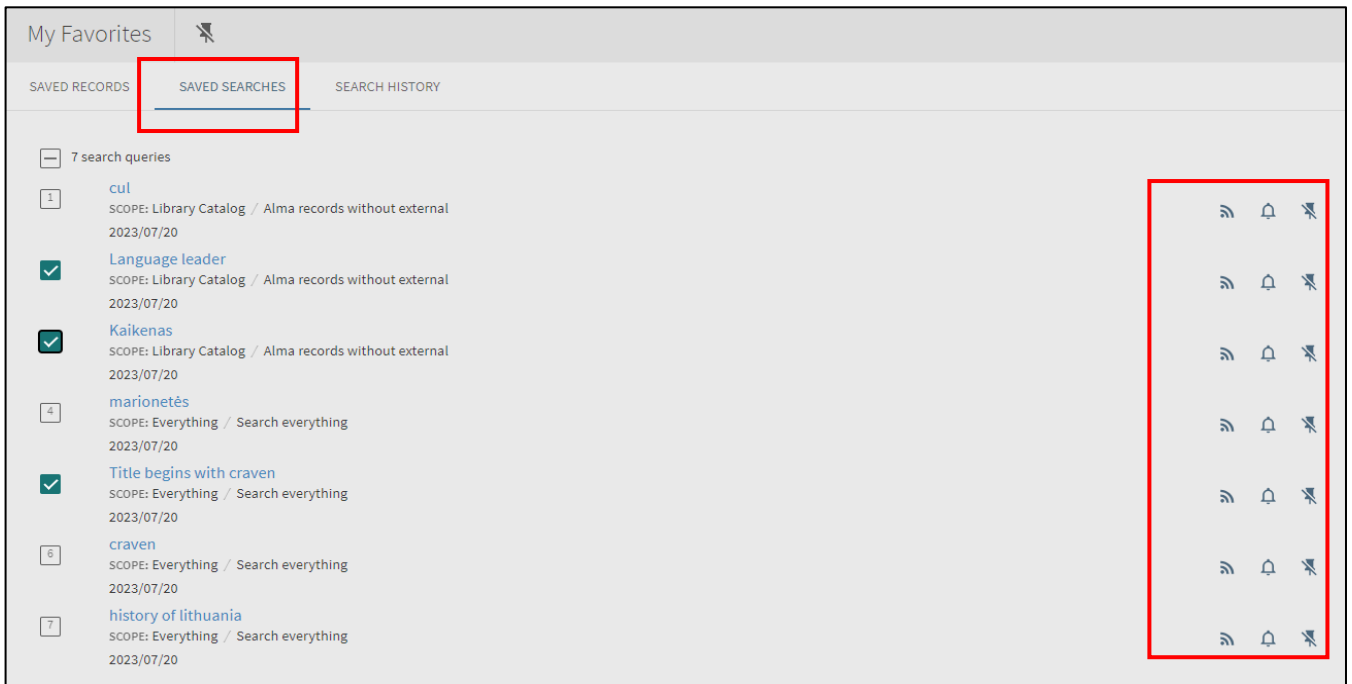 My Favorites
SAVED RECORDS SAVED SEARCHES SEARCH HISTORY
7 search queries
1 cul
SCOPE: Library Catalog / Alma records without external
2023/07/20
Language leader
SCOPE: Library Catalog / Alma records without external
2023/07/20
Kaikenas
SCOPE: Library Catalog / Alma records without external
2023/07/20
4 marionetės
SCOPE: Everything / Search everything
2023/07/20
Title begins with craven
SCOPE: Everything / Search everything
2023/07/20
6 craven
SCOPE: Everything / Search everything
2023/07/20
7 history of lithuania
SCOPE: Everything / Search everything
2023/07/20